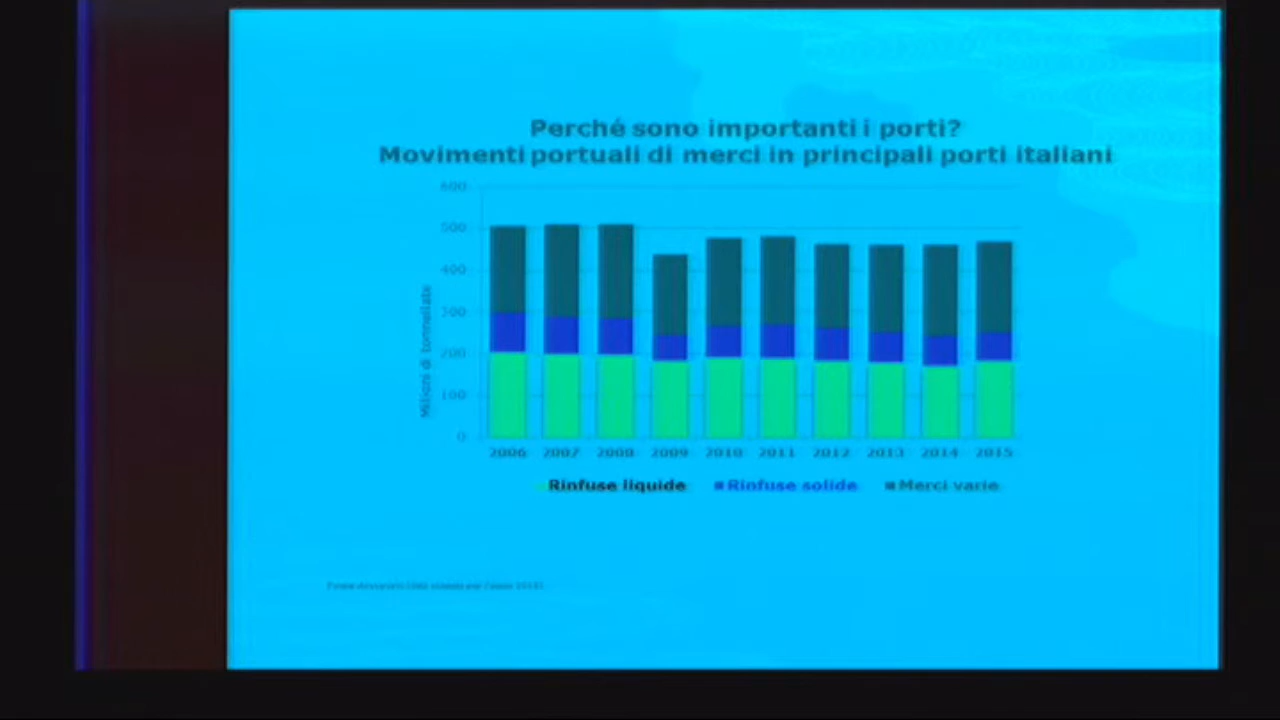 Perché sono importanti i porti?
Movimenti portuali di merci in principali porti italiani
Milioni di tonnellate
600
500
400
300
200
100
0
2006 2007 2008 2009 2010 2011 2012 2013 2014 2015
Rinfuse liquide Rinfuse solide Merci varie